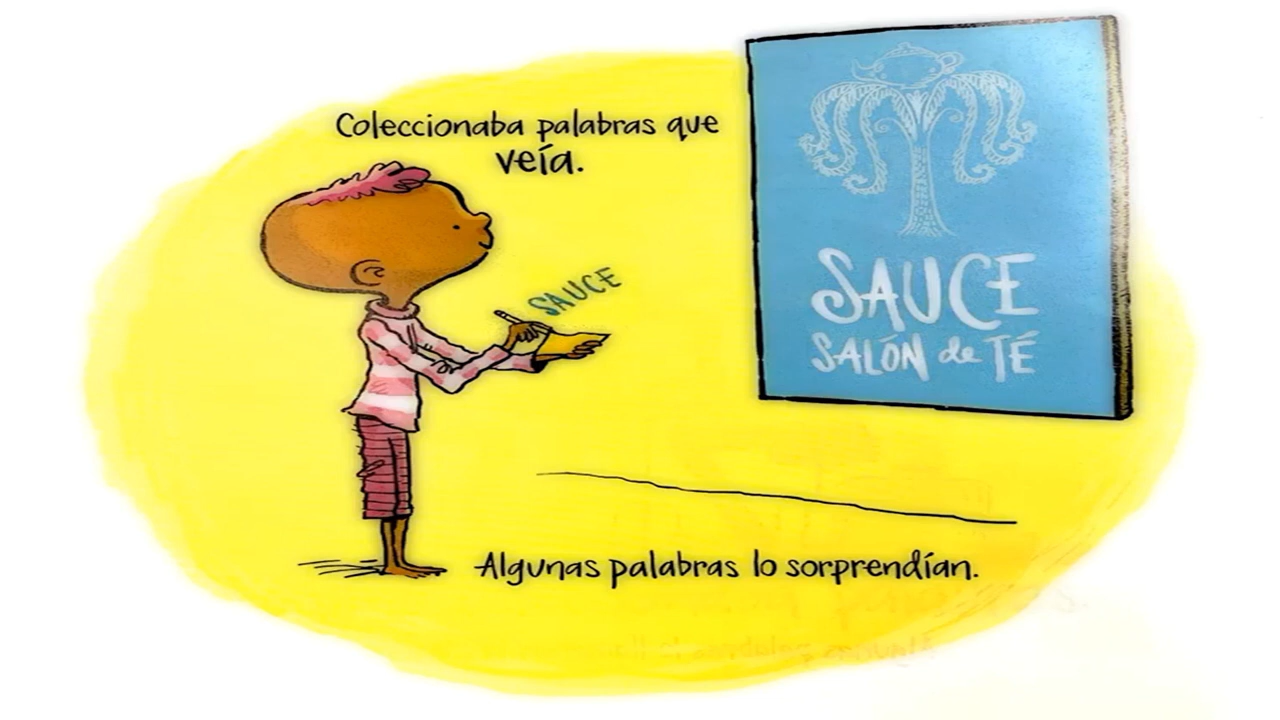 Coleccionaba palabras que
veía.
SAUCE
SAUCE
SALÓN de TÉ
Algunas palabras lo sorprendían.